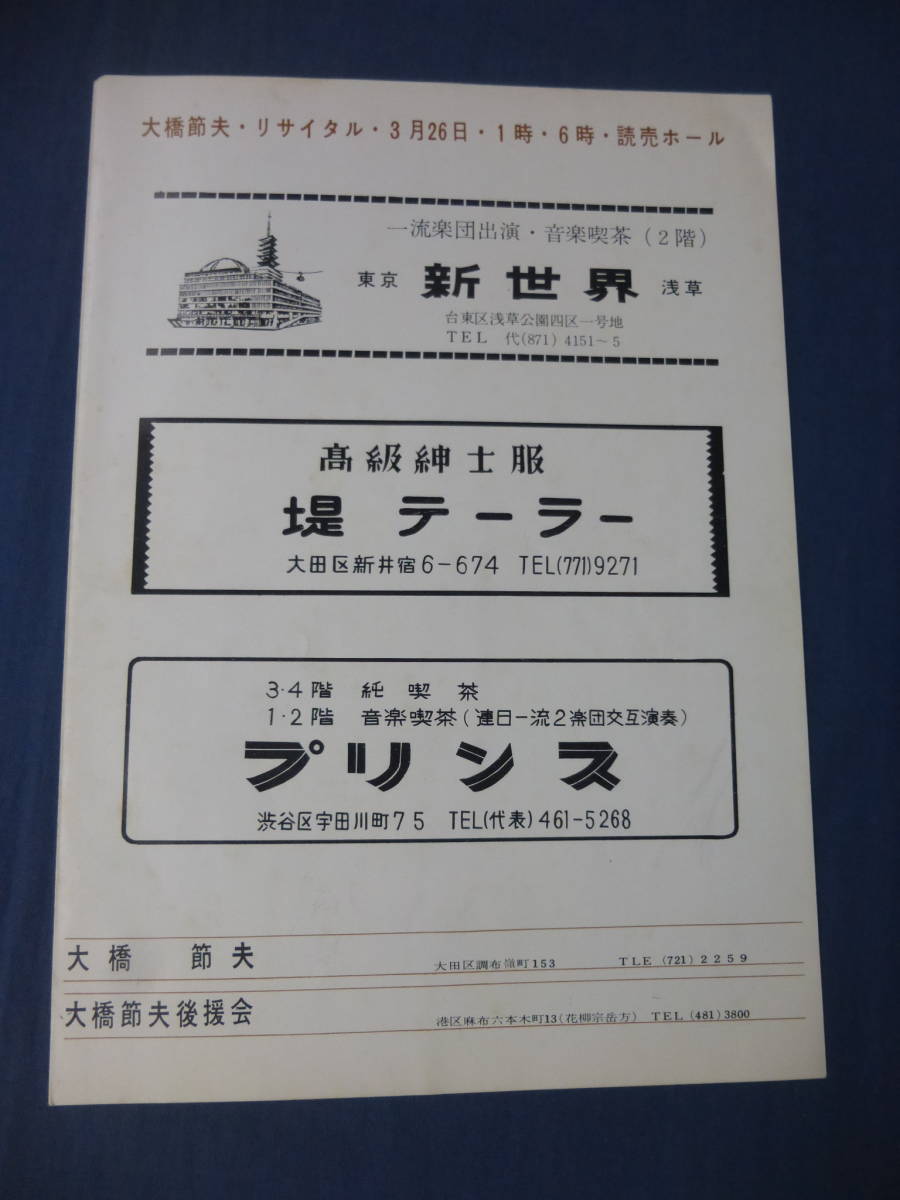 大橋節夫・リサイタル・3月26日・1時・6時・読売ホール
一流楽団出演・音楽喫茶（2階）
東京 新世界 浅草
台東区浅草公園四区一号地
TEL 代(871) 4151～5
高級紳士服
堤 テーラー
大田区新井宿6-674 TEL(771)9271
3・4階 純喫茶
1・2階 音楽喫茶(連日一流2楽団交互演奏)
プリンス
渋谷区宇田川町75 TEL(代表)461-5268
大橋 節夫 大田区調布嶺町153 TLE (721) 2259
大橋節夫後援会 港区麻布六本木町13(花柳宗岳方) TEL (481) 3800